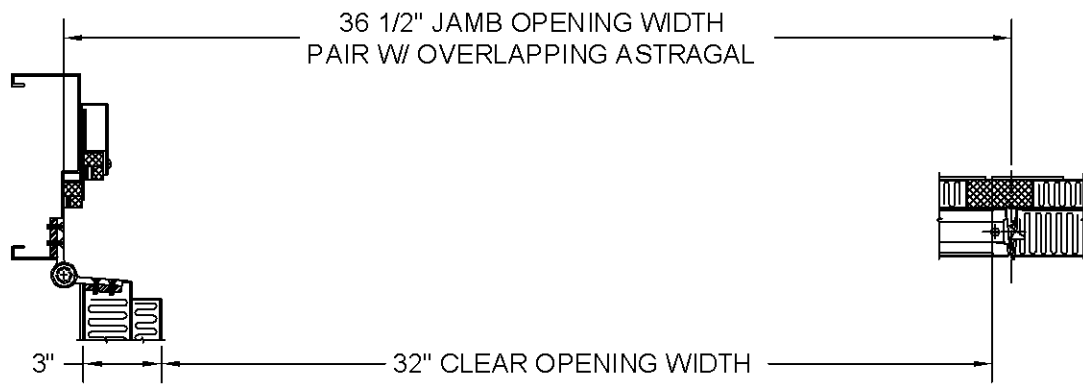 36 1/2" JAMB OPENING WIDTH
PAIR W/ OVERLAPPING ASTRAGAL
3"
32" CLEAR OPENING WIDTH